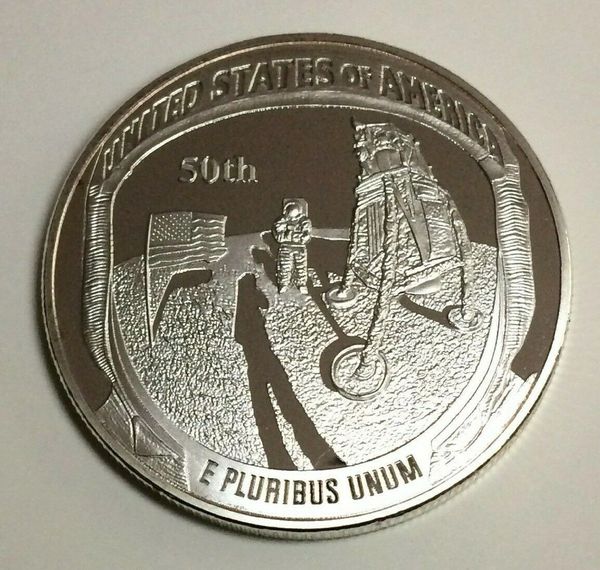 UNITED STATES OF AMERICA
50th
E PLURIBUS UNUM